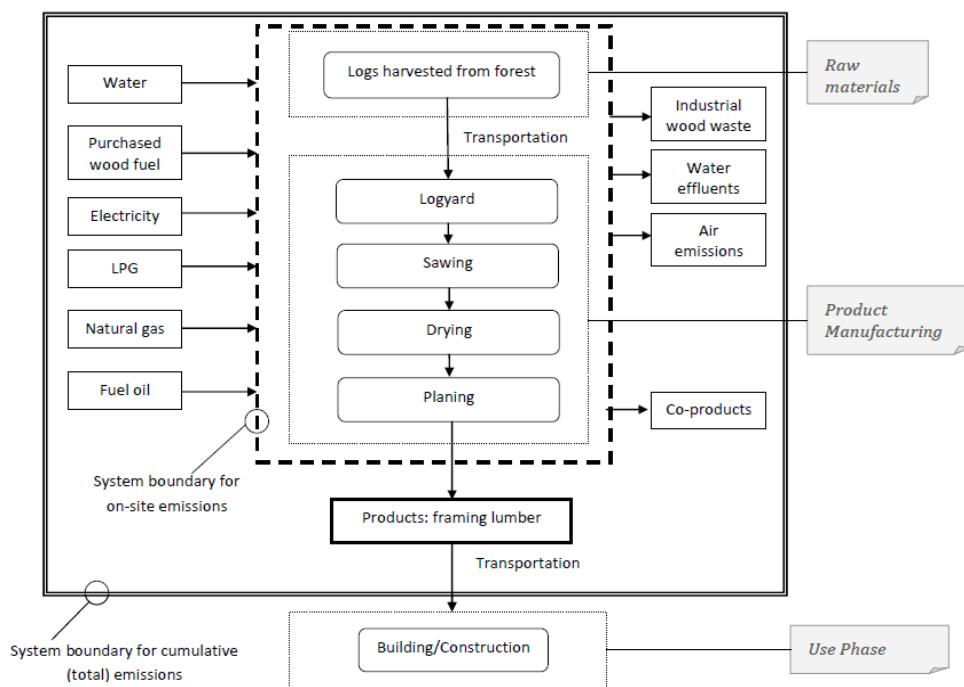 Logs harvested from forest
Raw
materials
Water
Industrial
wood waste
Transportation
Purchased
wood fuel
Water
effluents
Logyard
Electricity
Air
emissions
Sawing
LPG
Product
Manufacturing
Natural gas
Drying
Fuel oil
Planing
Co-products
System boundary for
on-site emissions
Products: framing lumber
Transportation
System boundary for cumulative
(total) emissions
Building/Construction
Use Phase